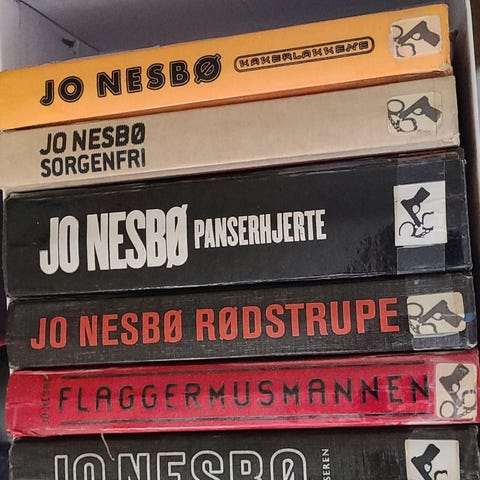 JO NESBØ KAKERLAKKENE
JO NESBØ
SORGENFRI
JO NESBØ PANSERHJERTE
JO NESBØ RØDSTRUPE
FLAGGERMUSMANNEN
JO NESBØ